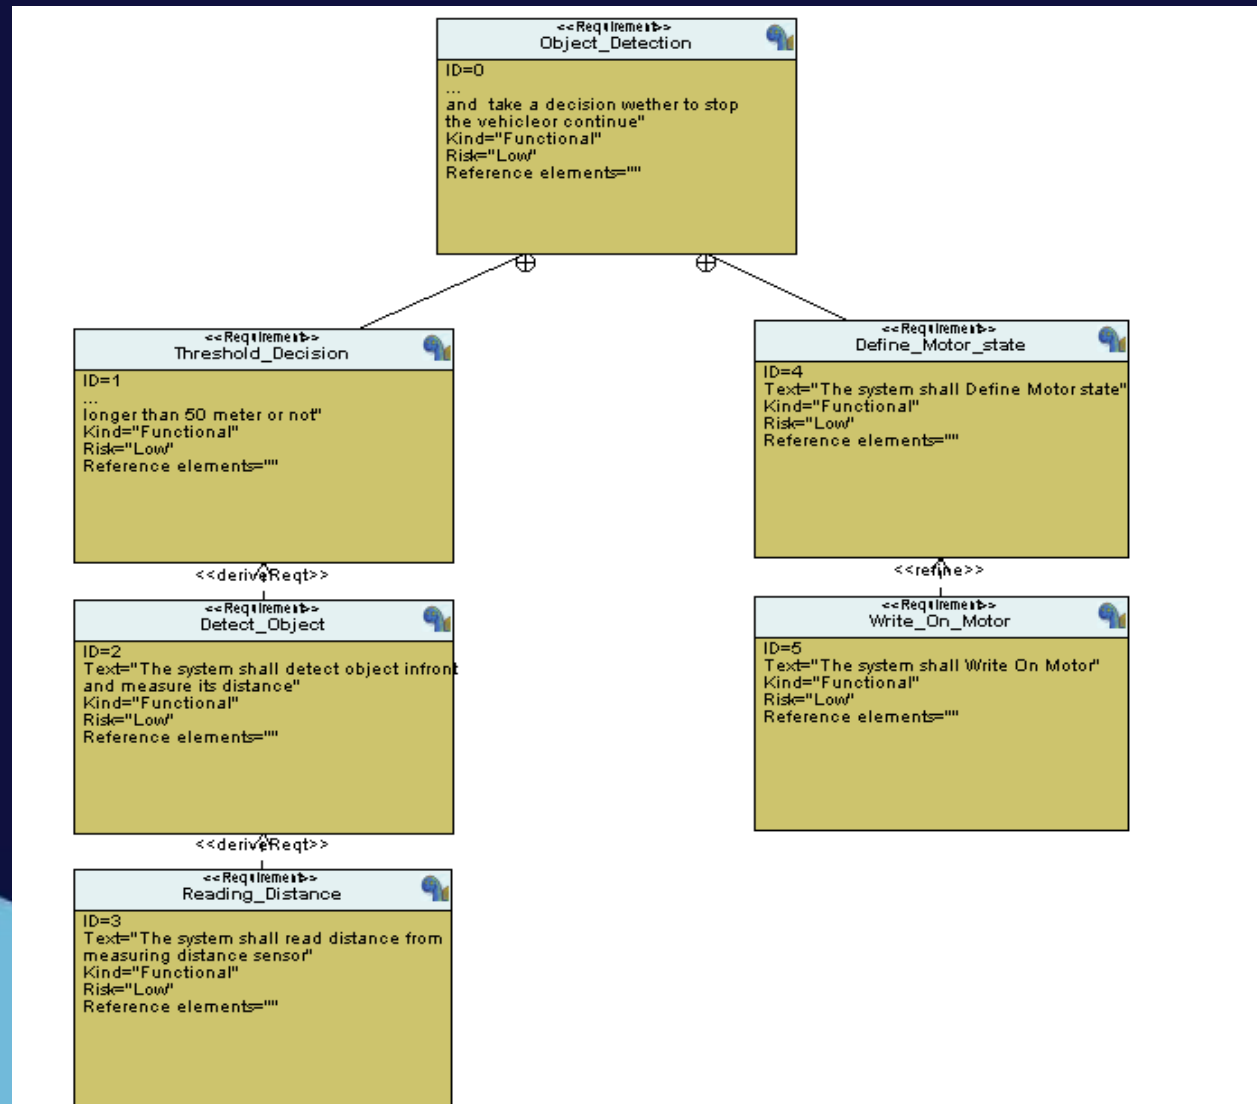 <<Requirement>>
Object_Detection
ID=0
...
and take a decision wether to stop
the vehicleor continue"
Kind="Functional"
Risk="Low"
Reference elements=""
<<Requirement>>
Threshold_Decision
ID=1
...
longer than 50 meter or not"
Kind="Functional"
Risk="Low"
Reference elements=""
<<deriveReqt>>
<<Requirement>>
Detect_Object
ID=2
Text="The system shall detect object infront
and measure its distance"
Kind="Functional"
Risk="Low"
Reference elements=""
<<deriveReqt>>
<<Requirement>>
Reading_Distance
ID=3
Text="The system shall read distance from
measuring distance sensor"
Kind="Functional"
Risk="Low"
Reference elements=""
<<Requirement>>
Define_Motor_state
ID=4
Text="The system shall Define Motor state"
Kind="Functional"
Risk="Low"
Reference elements=""
<<refine>>
<<Requirement>>
Write_On_Motor
ID=5
Text="The system shall Write On Motor"
Kind="Functional"
Risk="Low"
Reference elements=""